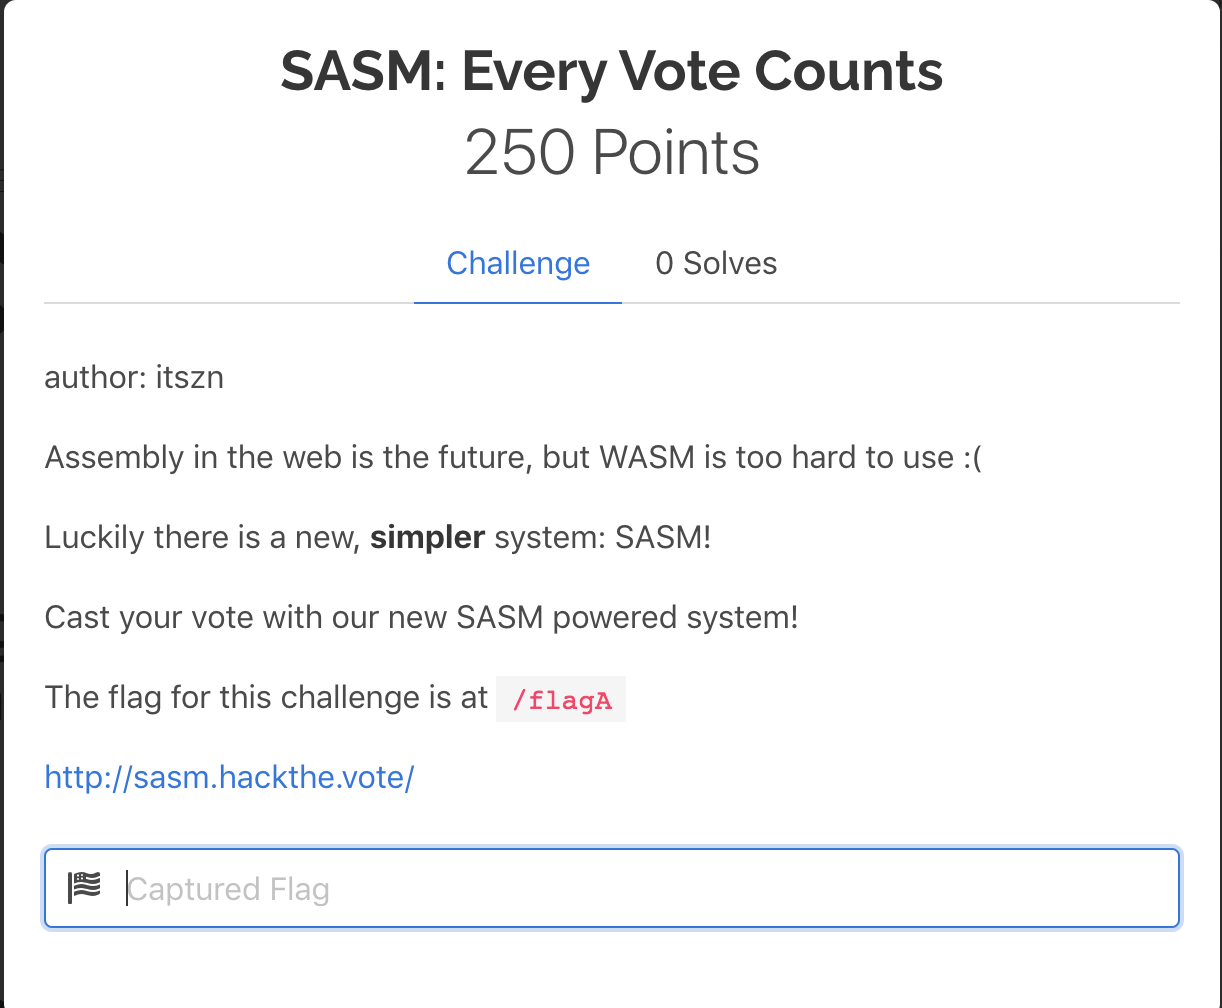 SASM: Every Vote Counts
250 Points
Challenge
0 Solves
author: itszn
Assembly in the web is the future, but WASM is too hard to use :(
Luckily there is a new, simpler system: SASM!
Cast your vote with our new SASM powered system!
The flag for this challenge is at /flagA
http://sasm.hackthe.vote/
Captured Flag